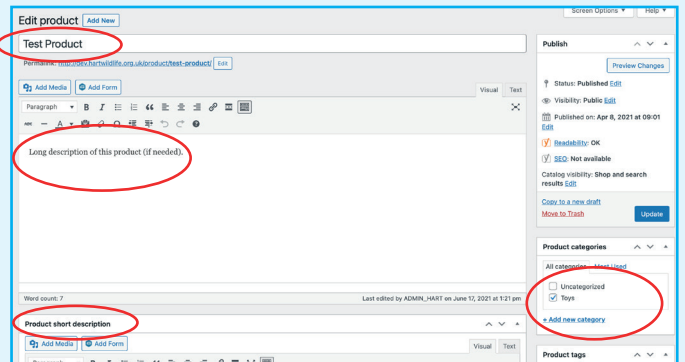 Screen Options ▼ Help ▼
Edit product Add New
Test Product
Permalink: http://dev.hartwildlife.org.uk/product/test-product/ Edit
Add Media Add Form
Visual Text
Paragraph
Long description of this product (if needed).
Word count: 7
Last edited by ADMIN_HART on June 17, 2021 at 1:21 pm
Product short description
Add Media Add Form
Visual Text
Paragraph
Publish
Preview Changes
Status: Published Edit
Visibility: Public Edit
Published on: Apr 8, 2021 at 09:01
Edit
Readability: OK
SEO: Not available
Catalog visibility: Shop and search
results Edit
Copy to a new draft
Move to Trash
Update
Product categories
All categories Most Used
Uncategorized
Toys
+ Add new category
Product tags